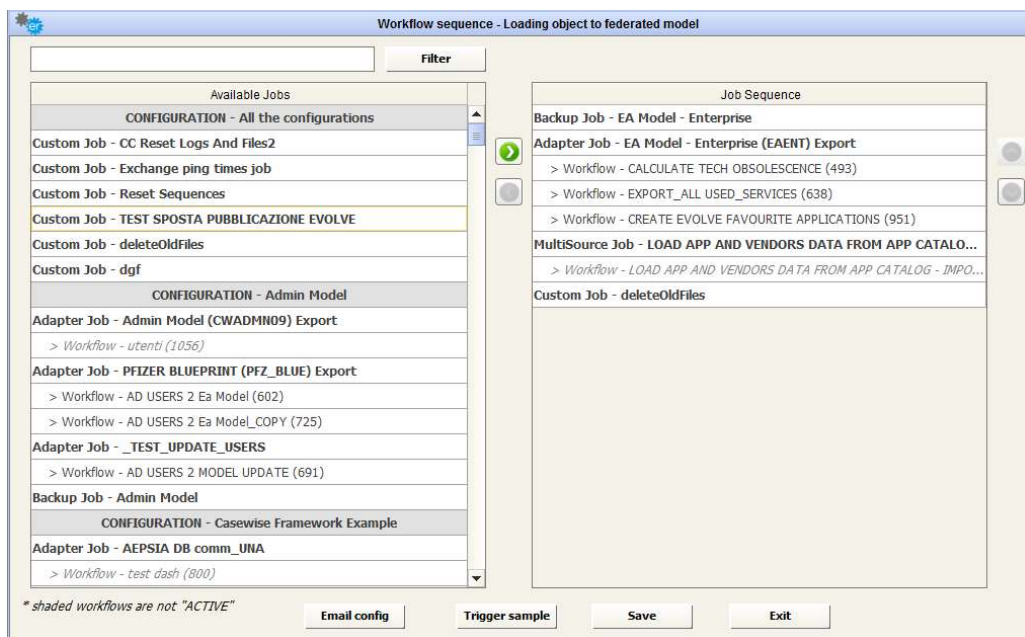 er
Workflow sequence - Loading object to federated model
Filter
Available Jobs
CONFIGURATION - All the configurations
Custom Job - CC Reset Logs And Files2
Custom Job - Exchange ping times job
Custom Job - Reset Sequences
Custom Job - TEST SPOSTA PUBBLICAZIONE EVOLVE
Custom Job - deleteOldFiles
Custom Job - dgf
CONFIGURATION - Admin Model
Adapter Job - Admin Model (CWADMN09) Export
> Workflow - utenti (1056)
Adapter Job - PFIZER BLUEPRINT (PFZ_BLUE) Export
> Workflow - AD USERS 2 Ea Model (602)
> Workflow - AD USERS 2 Ea Model_COPY (725)
Adapter Job - _TEST_UPDATE_USERS
> Workflow - AD USERS 2 MODEL UPDATE (691)
Backup Job - Admin Model
CONFIGURATION - Casewise Framework Example
Adapter Job - AEPSIA DB comm_UNA
> Workflow - test dash (800)
Job Sequence
Backup Job - EA Model - Enterprise
Adapter Job - EA Model - Enterprise (EAENT) Export
> Workflow - CALCULATE TECH OBSOLESCENCE (493)
> Workflow - EXPORT_ALL USED_SERVICES (638)
> Workflow - CREATE EVOLVE FAVOURITE APPLICATIONS (951)
MultiSource Job - LOAD APP AND VENDORS DATA FROM APP CATALO...
> Workflow - LOAD APP AND VENDORS DATA FROM APP CATALOG - IMPO...
Custom Job - deleteOldFiles
* shaded workflows are not "ACTIVE"
Email config
Trigger sample
Save
Exit